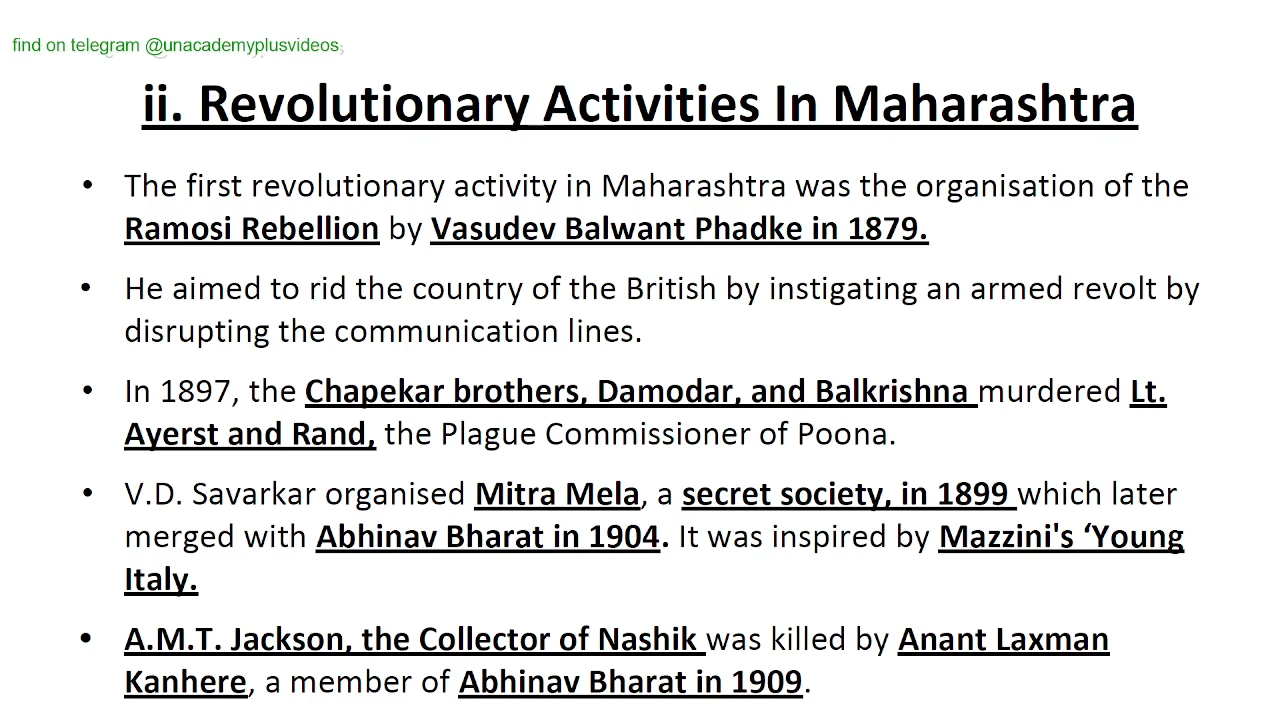 find on telegram @unacademyplusvideos
ii. Revolutionary Activities In Maharashtra
• The first revolutionary activity in Maharashtra was the organisation of the
Ramosi Rebellion by Vasudev Balwant Phadke in 1879.
• He aimed to rid the country of the British by instigating an armed revolt by
disrupting the communication lines.
• In 1897, the Chapekar brothers, Damodar, and Balkrishna murdered Lt.
Ayerst and Rand, the Plague Commissioner of Poona.
• V.D. Savarkar organised Mitra Mela, a secret society, in 1899 which later
merged with Abhinav Bharat in 1904. It was inspired by Mazzini's ‘Young
Italy.
• A.M.T. Jackson, the Collector of Nashik was killed by Anant Laxman
Kanhere, a member of Abhinav Bharat in 1909.